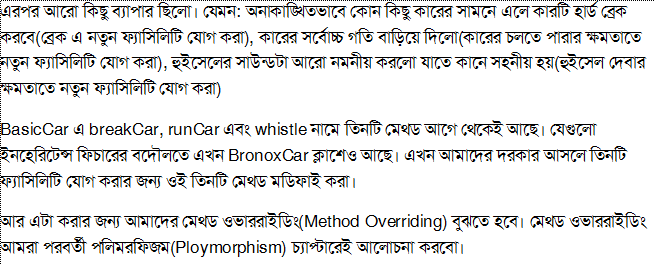 এরপর আরো কিছু ব্যাপার ছিলো। যেমন: অনাকাঙ্খিতভাবে কোন কিছু কারের সামনে এলে কারটি হার্ড ব্রেক
করবে(ব্রেক এ নতুন ফ্যাসিলিটি যোগ করা), কারের সর্বোচ্চ গতি বাড়িয়ে দিলো(কারের চলতে পারার ক্ষমতাতে
নতুন ফ্যাসিলিটি যোগ করা), হুইসেলের সাউন্ডটা আরো নমনীয় করলো যাতে কানে সহনীয় হয়(হুইসেল দেবার
ক্ষমতাতে নতুন ফ্যাসিলিটি যোগ করা)
BasicCar এ breakCar, runCar এবং whistle নামে তিনটি মেথড আগে থেকেই আছে। যেগুলো
ইনহেরিটেন্স ফিচারের বদৌলতে এখন BronoxCar ক্লাশেও আছে। এখন আমাদের দরকার আসলে তিনটি
ফ্যাসিলিটি যোগ করার জন্য ওই তিনটি মেথড মডিফাই করা।
আর এটা করার জন্য আমাদের মেথড ওভাররাইডিং(Method Overriding) বুঝতে হবে। মেথড ওভাররাইডিং
আমরা পরবর্তী পলিমরফিজম(Ploymorphism) চ্যাপ্টারেই আলোচনা করবো।